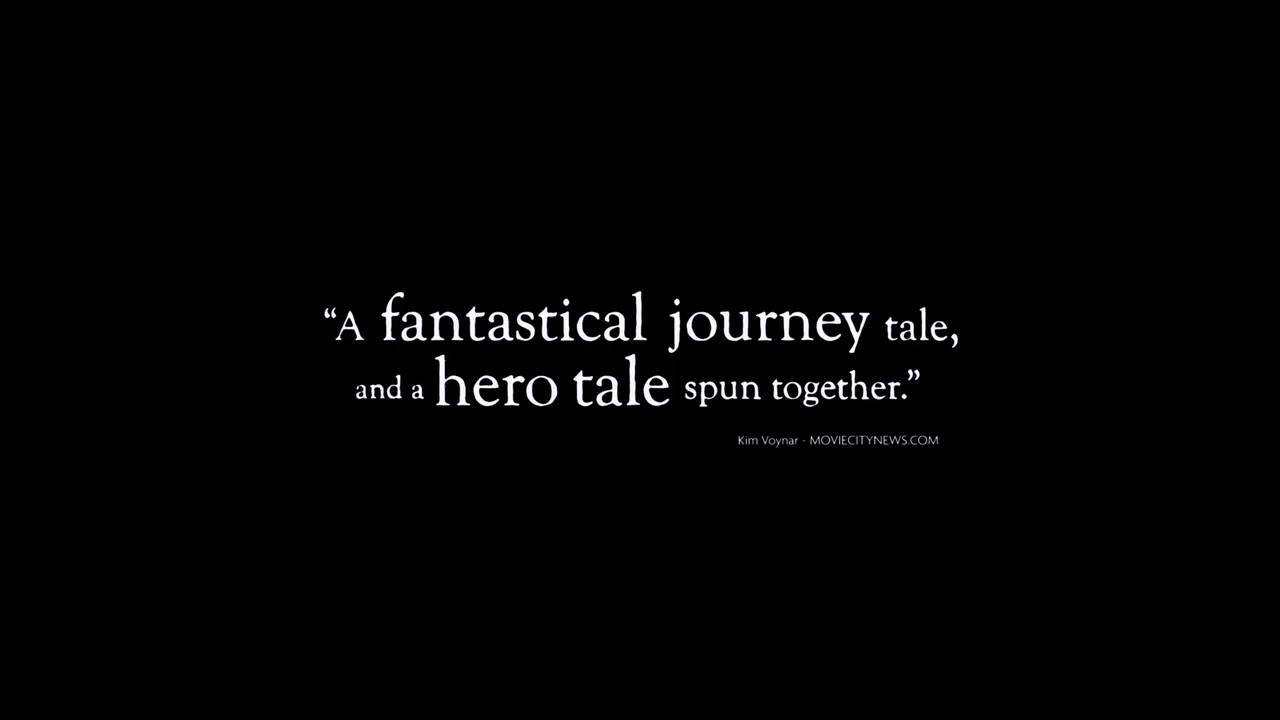 “A fantastical journey tale,
and a hero tale spun together.”
Kim Voynar - MOVIECITYNEWS.COM